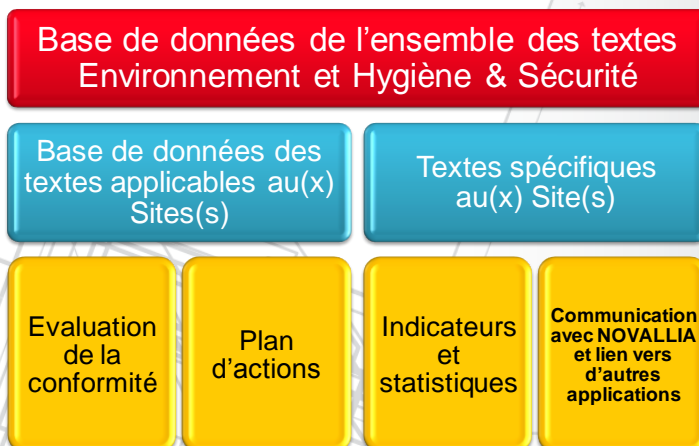 Base de données de l’ensemble des textes
Environnement et Hygiène & Sécurité
Base de données des
textes applicables au(x)
Sites(s)
Textes spécifiques
au(x) Site(s)
Evaluation
de la
conformité
Plan
d’actions
Indicateurs
et
statistiques
Communication
avec NOVALLIA
et lien vers
d’autres
applications